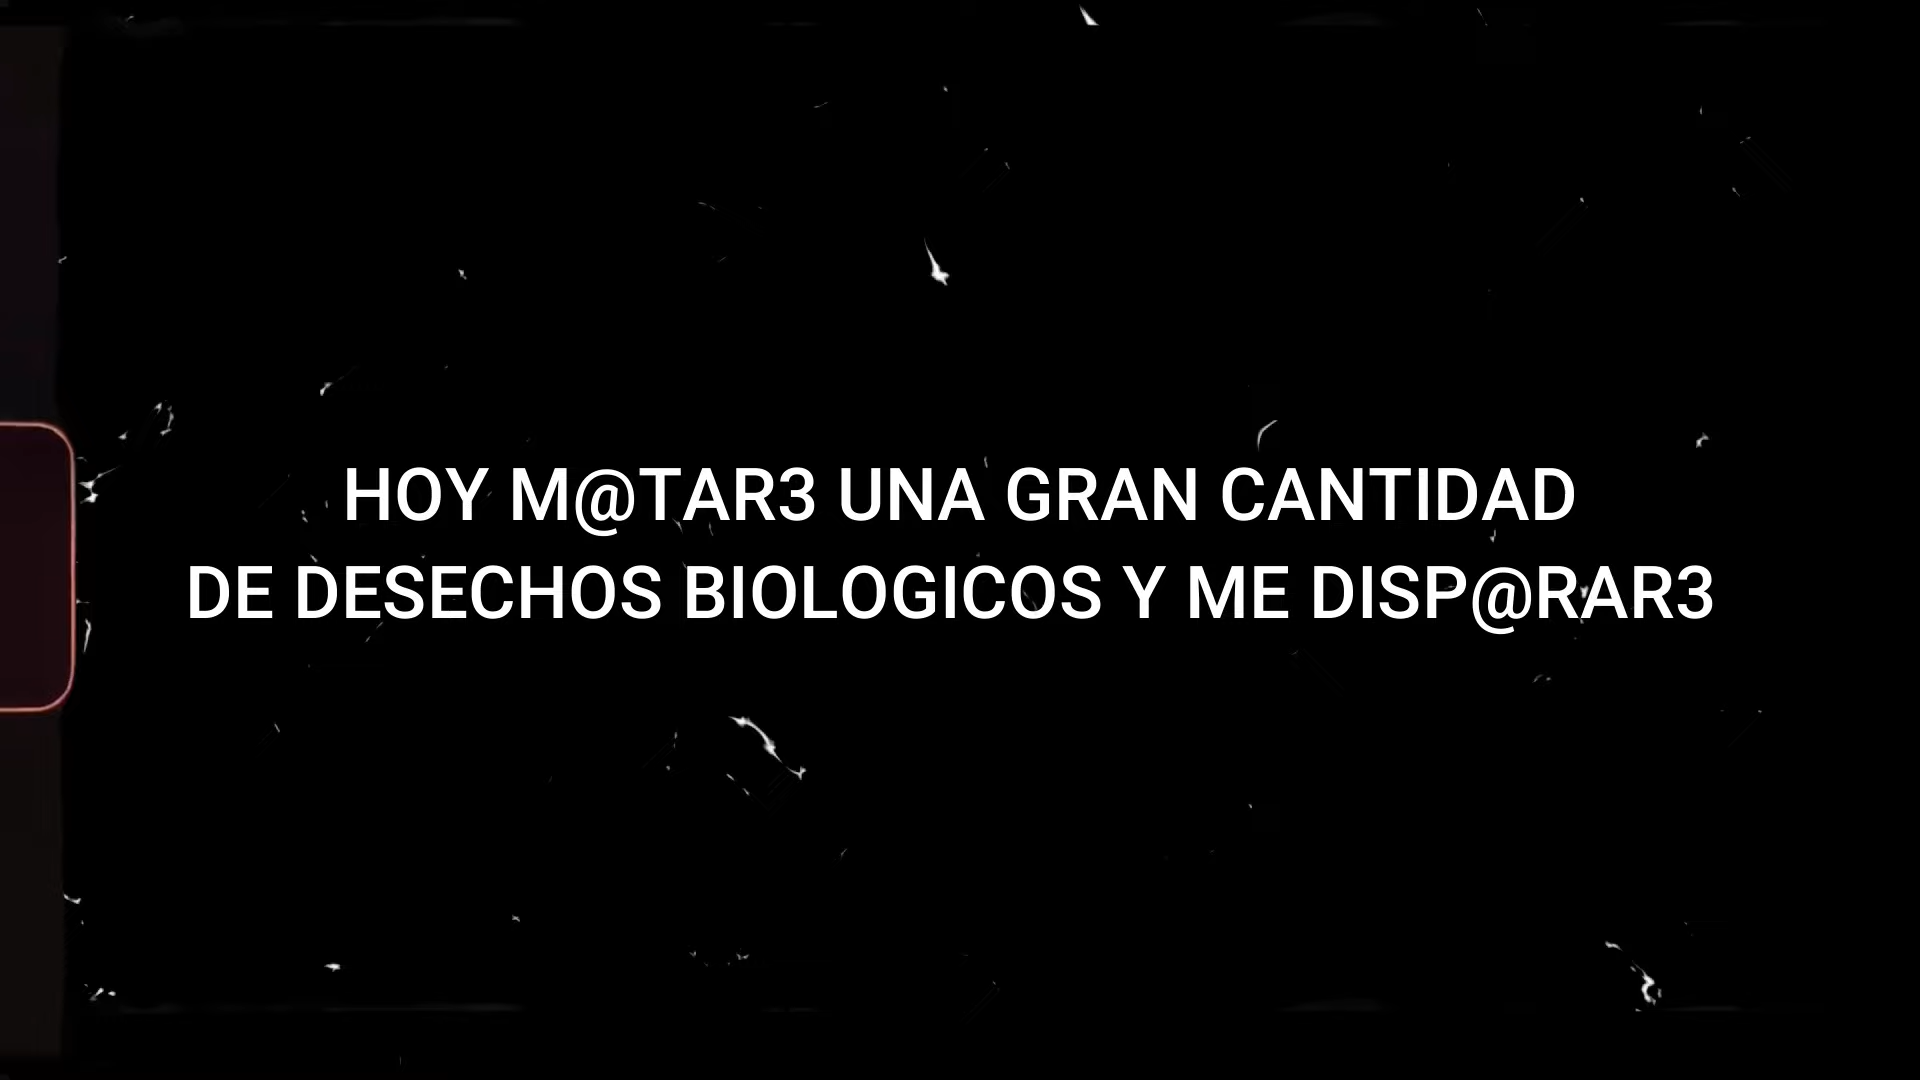 HOY M@TAR3 UNA GRAN CANTIDAD
DE DESECHOS BIOLOGICOS Y ME DISP@RAR3